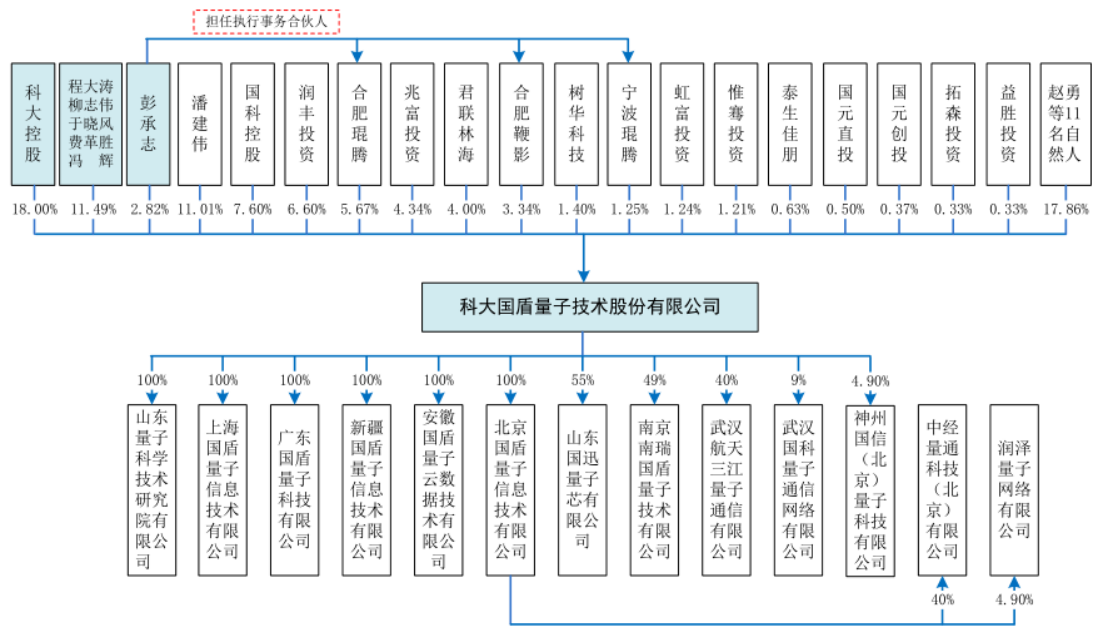 担任执行事务合伙人
科大控股
程大涛
柳志伟
于晓风
费革胜
冯辉
彭承志
潘建伟
国科控股
润丰投资
合肥琨腾
兆富投资
君联林海
合肥鞭影
树华科技
宁波琨腾
虹富投资
惟骞投资
泰生佳朋
国元直投
国元创投
拓森投资
益胜投资
赵勇
等11
名自
然人
18.00% 11.49% 2.82% 11.01% 7.60% 6.60% 5.67% 4.34% 4.00% 3.34% 1.40% 1.25% 1.24% 1.21% 0.63% 0.50% 0.37% 0.33% 0.33% 17.86%
科大国盾量子技术股份有限公司
100% 100% 100% 100% 100% 100% 55% 49% 40% 9% 4.90%
山东量子科学技术研究院有限公司
上海国盾量子信息技术有限公司
广东国盾量子科技有限公司
新疆国盾量子信息技术有限公司
安徽国盾量子云数据技术有限公司
北京国盾量子信息技术有限公司
山东国迅量子芯有限公司
南京南瑞国盾量子技术有限公司
武汉航天三江量子通信有限公司
武汉国科量子通信网络有限公司
神州国信（北京）量子科技有限公司
中经量通科技（北京）有限公司
润泽量子网络有限公司
40% 4.90%